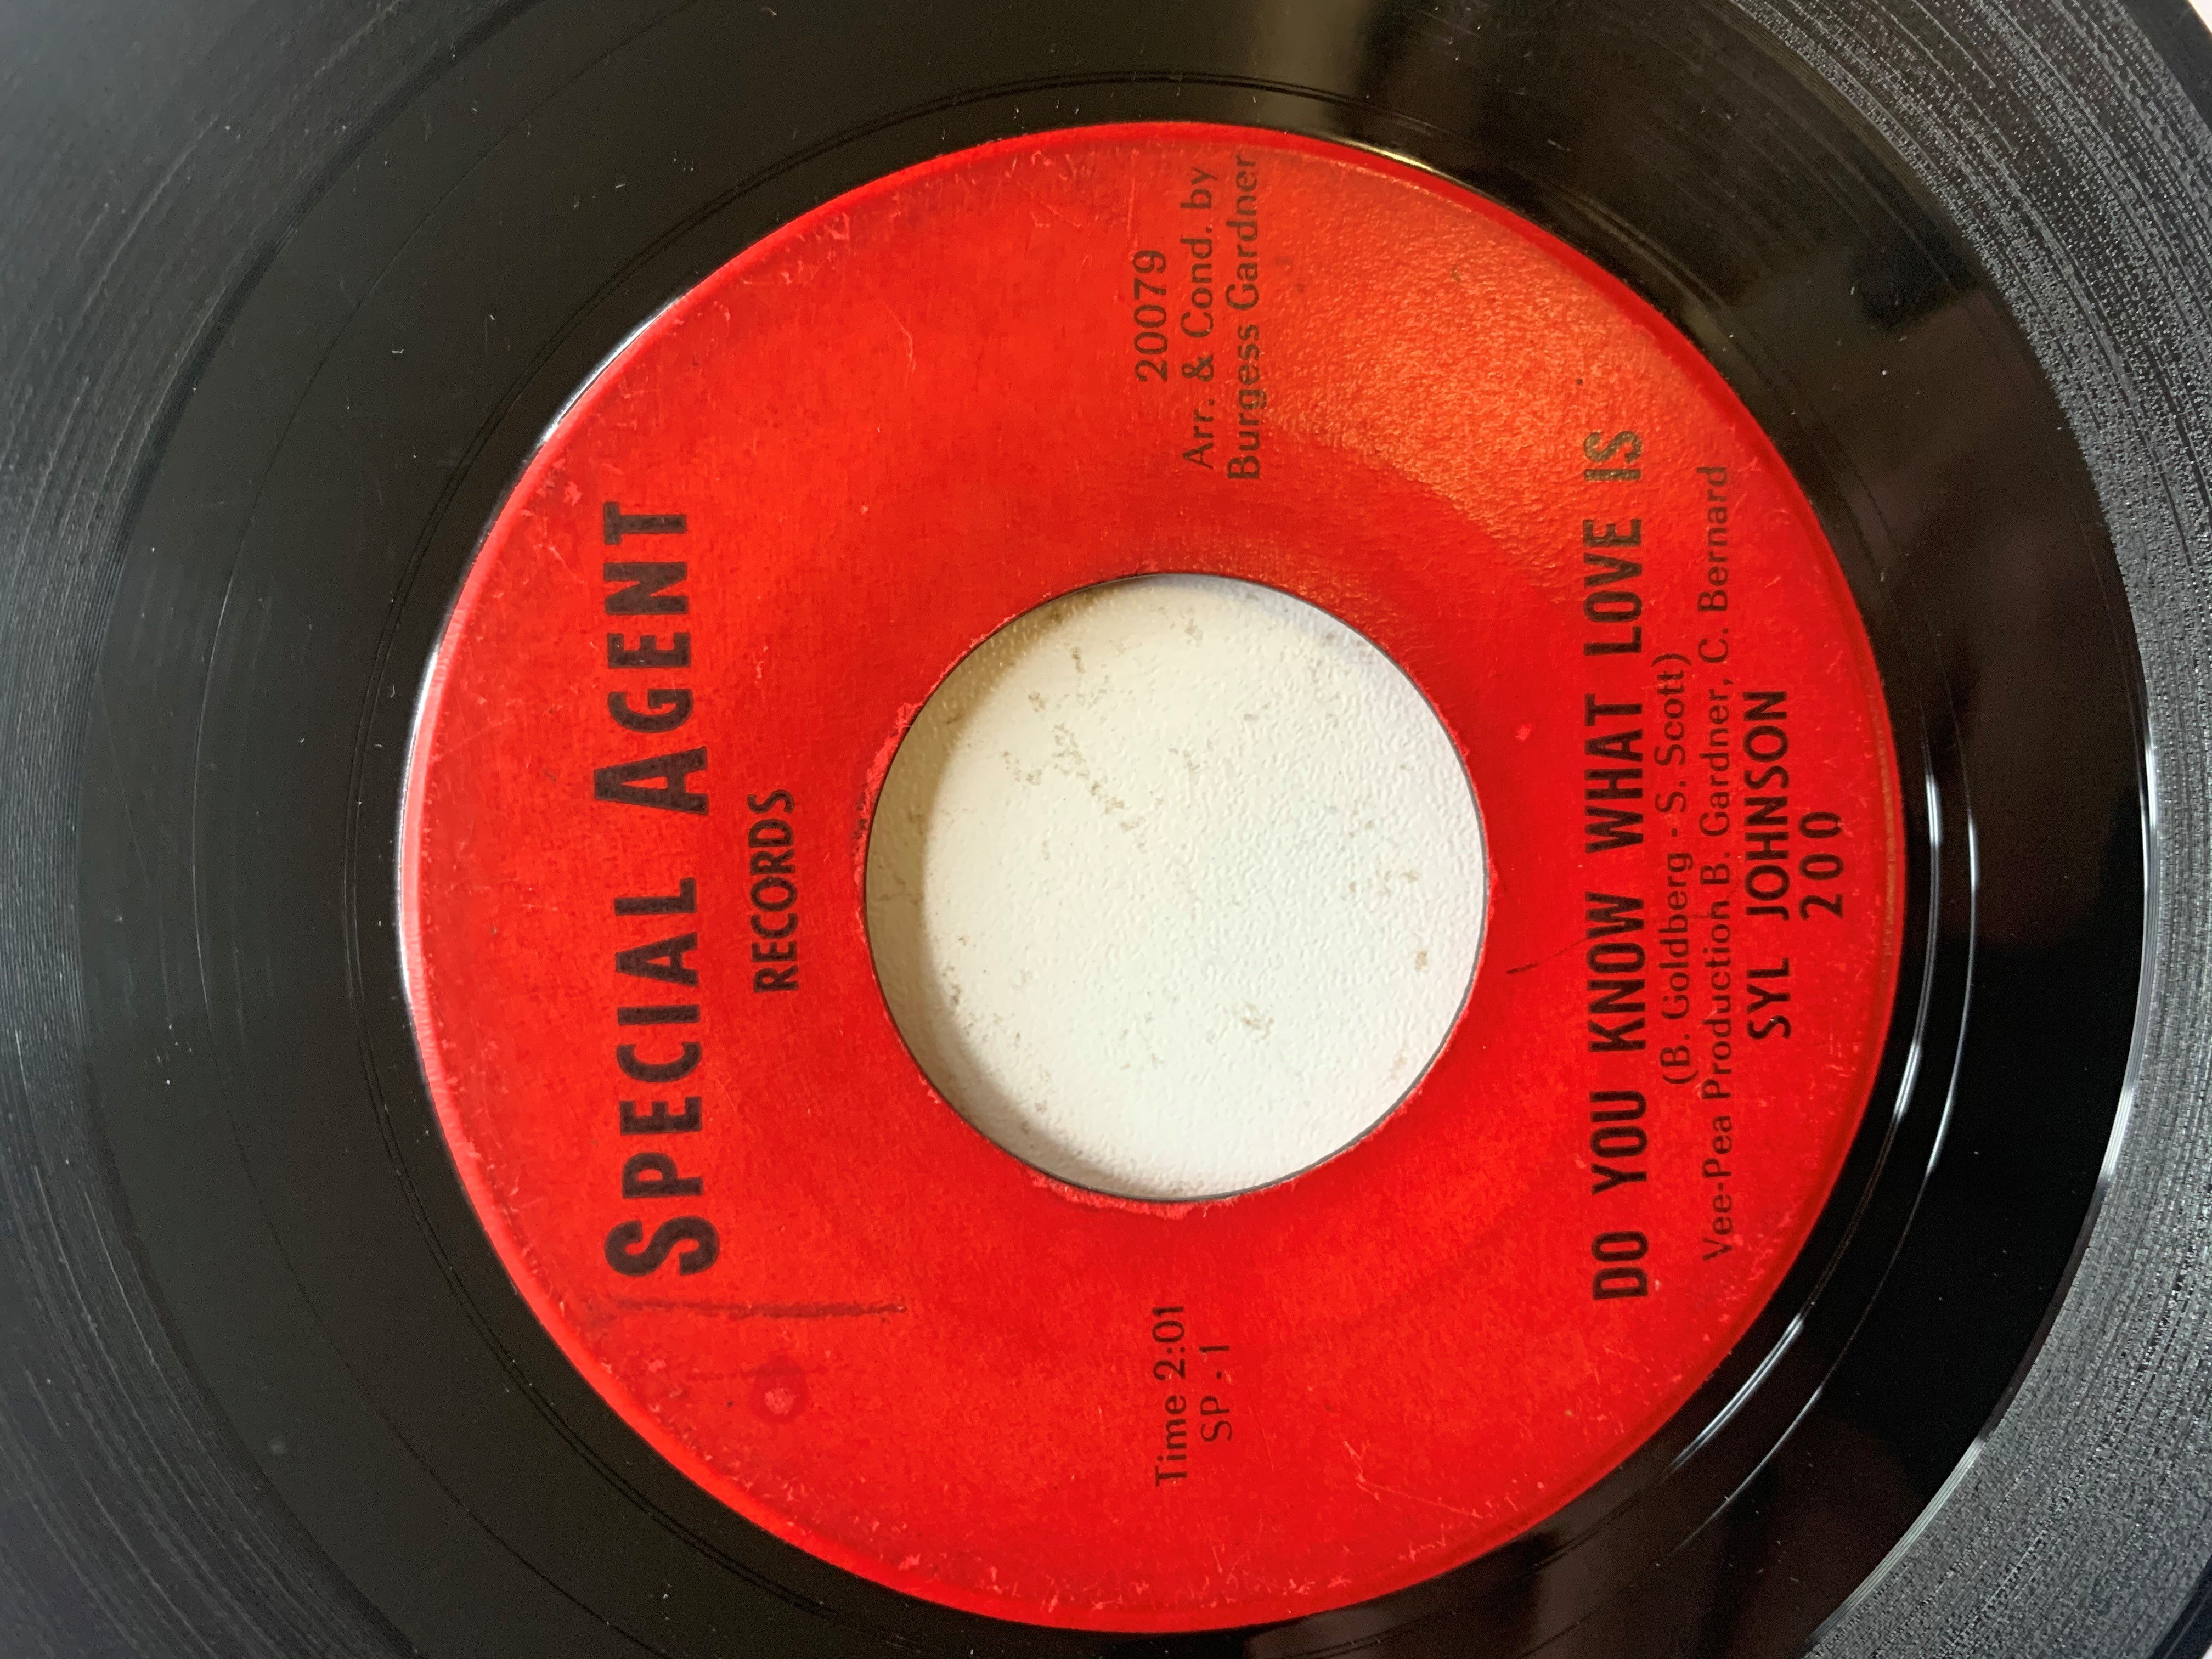 SPECIAL AGENT
RECORDS
Time 2:01
SP - 1
20079
Arr. & Cond. by
Burgess Gardner
DO YOU KNOW WHAT LOVE IS
(B. Goldberg - S. Scott)
Vee-Pea Production B. Gardner, C. Bernard
SYL JOHNSON
200